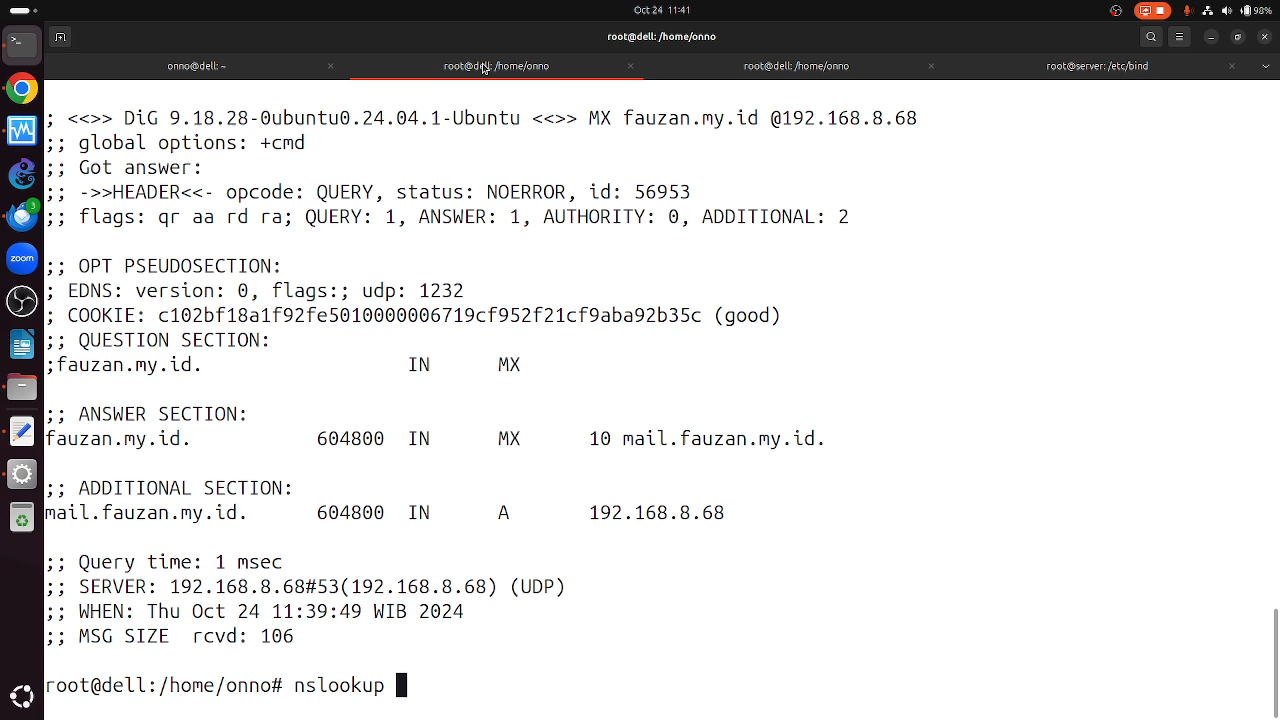 Oct 24 11:41
98%
root@dell: /home/onno
onno@dell: ~
root@dell: /home/onno
root@dell: /home/onno
root@server: /etc/bind
3
zoom
; <<>> DiG 9.18.28-0ubuntu0.24.04.1-Ubuntu <<>> MX fauzan.my.id @192.168.8.68
;; global options: +cmd
;; Got answer:
;; ->>HEADER<<- opcode: QUERY, status: NOERROR, id: 56953
;; flags: qr aa rd ra; QUERY: 1, ANSWER: 1, AUTHORITY: 0, ADDITIONAL: 2
;; OPT PSEUDOSECTION:
; EDNS: version: 0, flags:; udp: 1232
; COOKIE: c102bf18a1f92fe5010000006719cf952f21cf9aba92b35c (good)
;; QUESTION SECTION:
;fauzan.my.id. IN MX
;; ANSWER SECTION:
fauzan.my.id. 604800 IN MX 10 mail.fauzan.my.id.
;; ADDITIONAL SECTION:
mail.fauzan.my.id. 604800 IN A 192.168.8.68
;; Query time: 1 msec
;; SERVER: 192.168.8.68#53(192.168.8.68) (UDP)
;; WHEN: Thu Oct 24 11:39:49 WIB 2024
;; MSG SIZE rcvd: 106
root@dell:/home/onno# nslookup